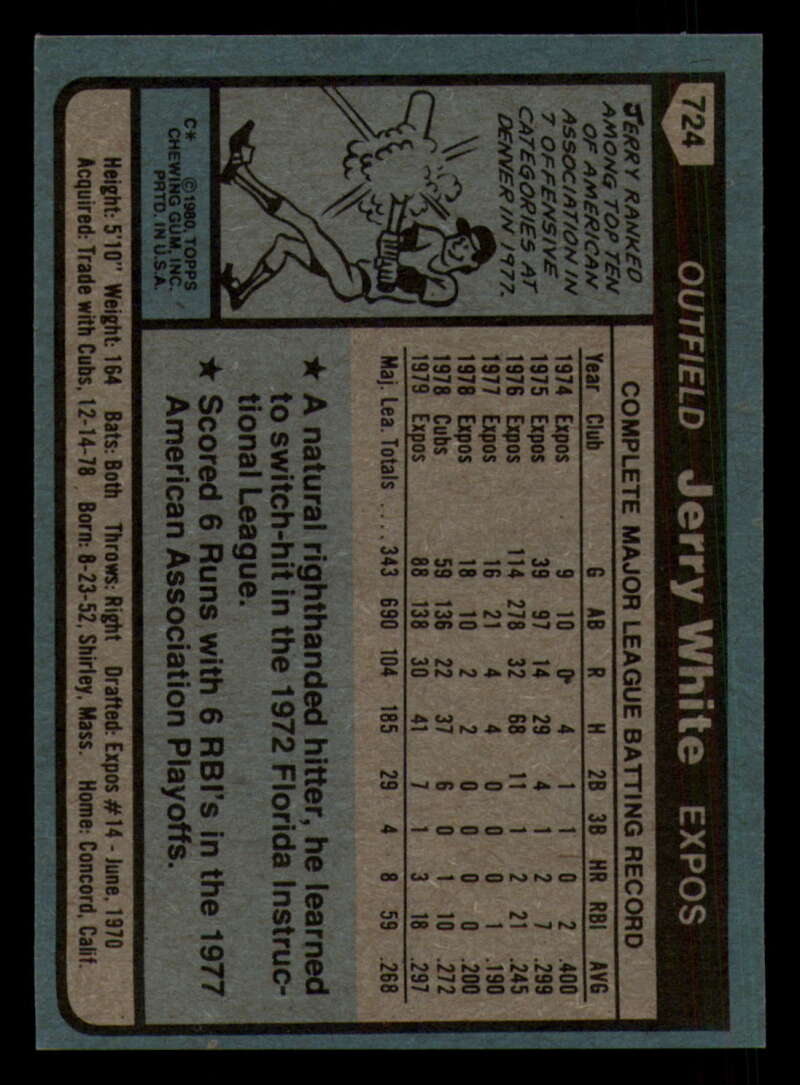 724 OUTFIELD Jerry White EXPOS
JERRY RANKED
AMONG TOP TEN
OF AMERICAN
ASSOCIATION IN
7 OFFENSIVE
CATEGORIES AT
DENVER IN 1977.
COMPLETE MAJOR LEAGUE BATTING RECORD
Year Club G AB R H 2B 3B HR RBI AVG
1974 Expos 9 10 0* 4 1 1 0 2 .400
1975 Expos 39 97 14 29 4 1 2 7 .299
1976 Expos 114 278 32 68 11 1 2 21 .245
1977 Expos 16 21 4 4 0 0 0 1 .190
1978 Expos 18 10 2 2 0 0 0 0 .200
1978 Cubs 59 136 22 37 6 0 1 10 .272
1979 Expos 88 138 30 41 7 1 3 18 .297
Maj. Lea. Totals .... 343 690 104 185 29 4 8 59 .268
★ A natural righthanded hitter, he learned
to switch-hit in the 1972 Florida Instruc-
tional League.
★ Scored 6 Runs with 6 RBI's in the 1977
American Association Playoffs.
C* ©1980, TOPPS
CHEWING GUM, INC.
PRTD. IN U.S.A.
Height: 5'10" Weight: 164 Bats: Both Throws: Right Drafted: Expos #14 - June, 1970
Acquired: Trade with Cubs, 12-14-78 Born: 8-23-52, Shirley, Mass. Home: Concord, Calif.